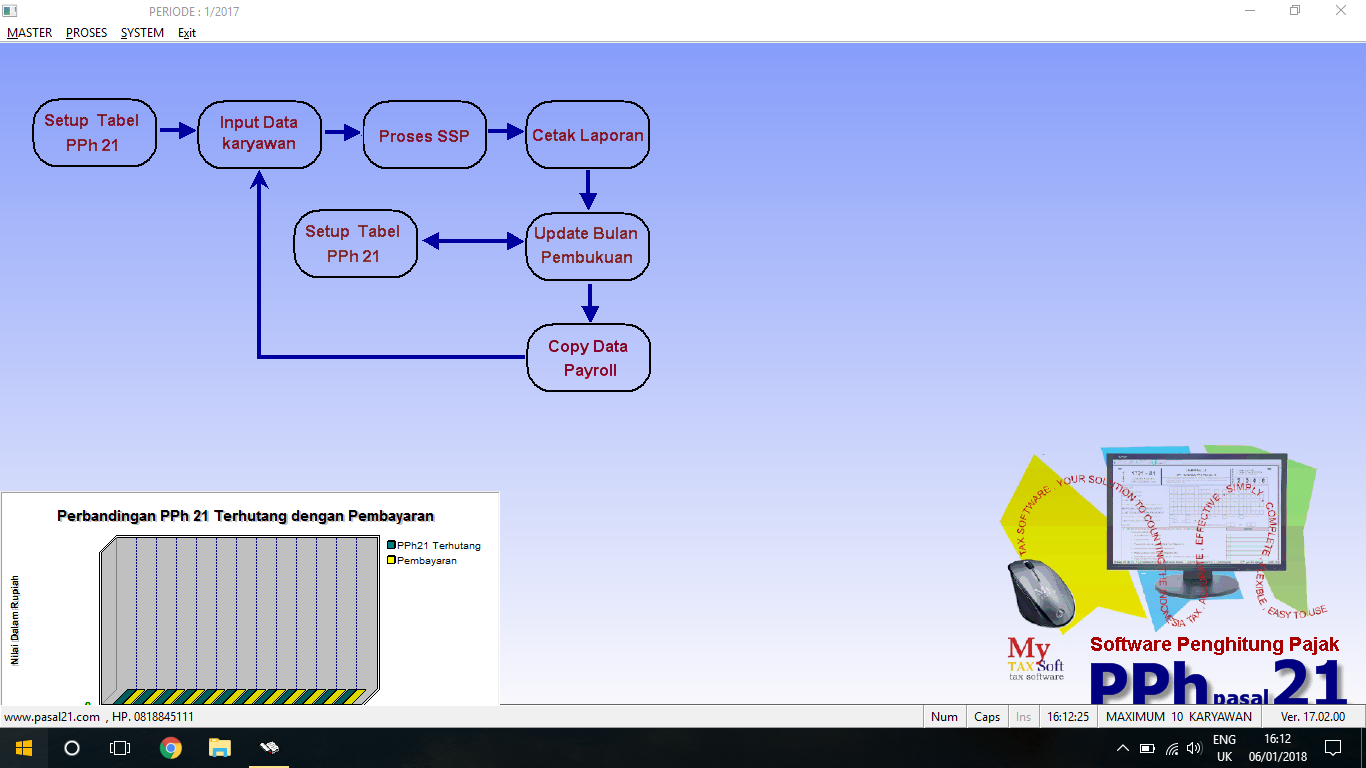 PERIODE : 1/2017
MASTER PROSES SYSTEM Exit
Setup Tabel
PPh 21
Input Data
karyawan
Proses SSP
Cetak Laporan
Setup Tabel
PPh 21
Update Bulan
Pembukuan
Copy Data
Payroll
Perbandingan PPh 21 Terhutang dengan Pembayaran
PPh21 Terhutang
Pembayaran
Nilai Dalam Rupiah
0
TAX SOFTWARE , YOUR SOLUTION TO COUNTING THE INDONESIA TAX, ACCURATE , EFFECTIVE , SIMPLY , COMPLETE , FLEXIBLE , EASY TO USE
My
TAX Soft
tax software
Software Penghitung Pajak
PPh pasal 21
www.pasal21.com , HP. 0818845111
Num
Caps
Ins
16:12:25
MAXIMUM 10 KARYAWAN
Ver. 17.02.00
ENG
UK
16:12
06/01/2018